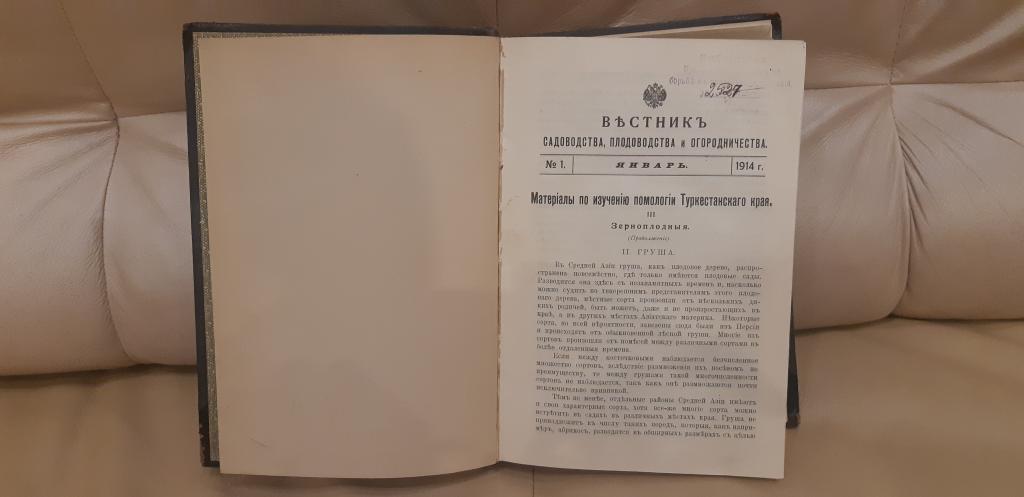 борьбѣ
2527
ВѢСТНИКЪ
САДОВОДСТВА, ПЛОДОВОДСТВА и ОГОРОДНИЧЕСТВА.
№ 1. ЯНВАРЬ. 1914 г.
Матеріалы по изученію помологіи Туркестанскаго края.
III
Зерноплодныя.
(Продолженіе)
II. ГРУША.
Въ Средней Азіи груша, какъ плодовое дерево, распро-
странена повсемѣстно, гдѣ только имѣются плодовые сады.
Разводится она здѣсь съ незапамятныхъ временъ и, насколько
можно судить по твореннымъ представителямъ этого плодо-
наго дерева, мѣстные сорта произошли отъ нѣсколькихъ ди-
кихъ родичей, быть можетъ, даже и не произростающихъ въ
краѣ, а въ другихъ мѣстахъ Азіатскаго материка. Нѣкоторые
сорта, по всей вѣроятности, завезены сюда были изъ Персіи
и происходятъ отъ обыкновенной лѣсной груши. Многіе изъ
сортовъ произошли отъ помѣсей между различными сортами въ
болѣе отдаленныя времена.
Если между косточковыми наблюдается безчисленное
множество сортовъ, вслѣдствіе размноженія ихъ насѣвомъ по
преимуществу, то между грушами такой многочисленности
сортовъ не наблюдается, такъ какъ онѣ размножаются почти
исключительно прививкой.
Тѣмъ не менѣе, отдѣльные районы Средней Азіи имѣютъ
и свои характерные сорта, хотя все-же многіе сорта можно
встрѣтить въ садахъ въ различныхъ мѣстахъ края. Груша не
принадлежитъ къ числу такихъ породъ, которыя, какъ напри-
мѣръ, абрикосъ, разводятся въ обширныхъ размѣрахъ съ цѣлью